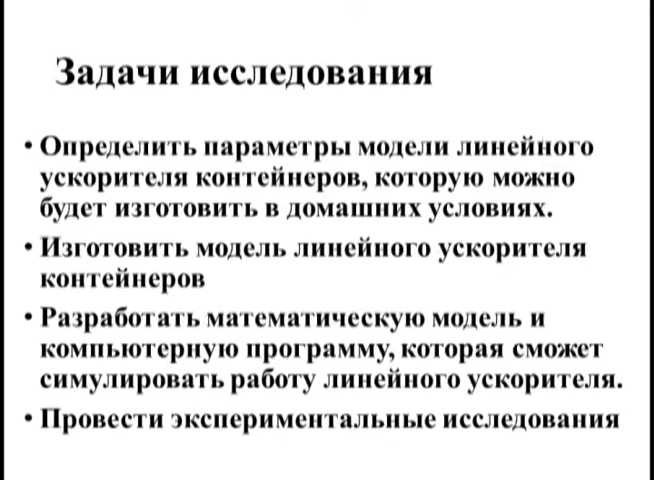 Задачи исследования
• Определить параметры модели линейного
ускорителя контейнеров, которую можно
будет изготовить в домашних условиях.
• Изготовить модель линейного ускорителя
контейнеров
• Разработать математическую модель и
компьютерную программу, которая сможет
симулировать работу линейного ускорителя.
• Провести экспериментальные исследования